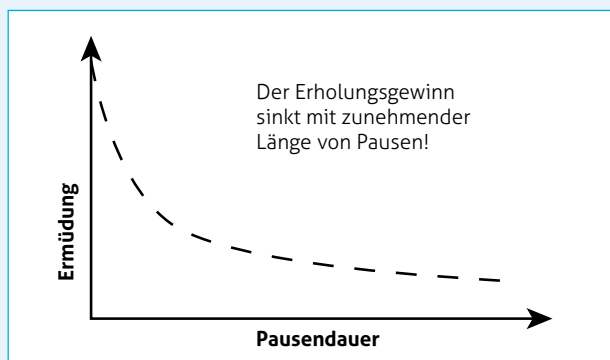 Der Erholungsgewinn
sinkt mit zunehmender
Länge von Pausen!
Ermüdung
Pausendauer